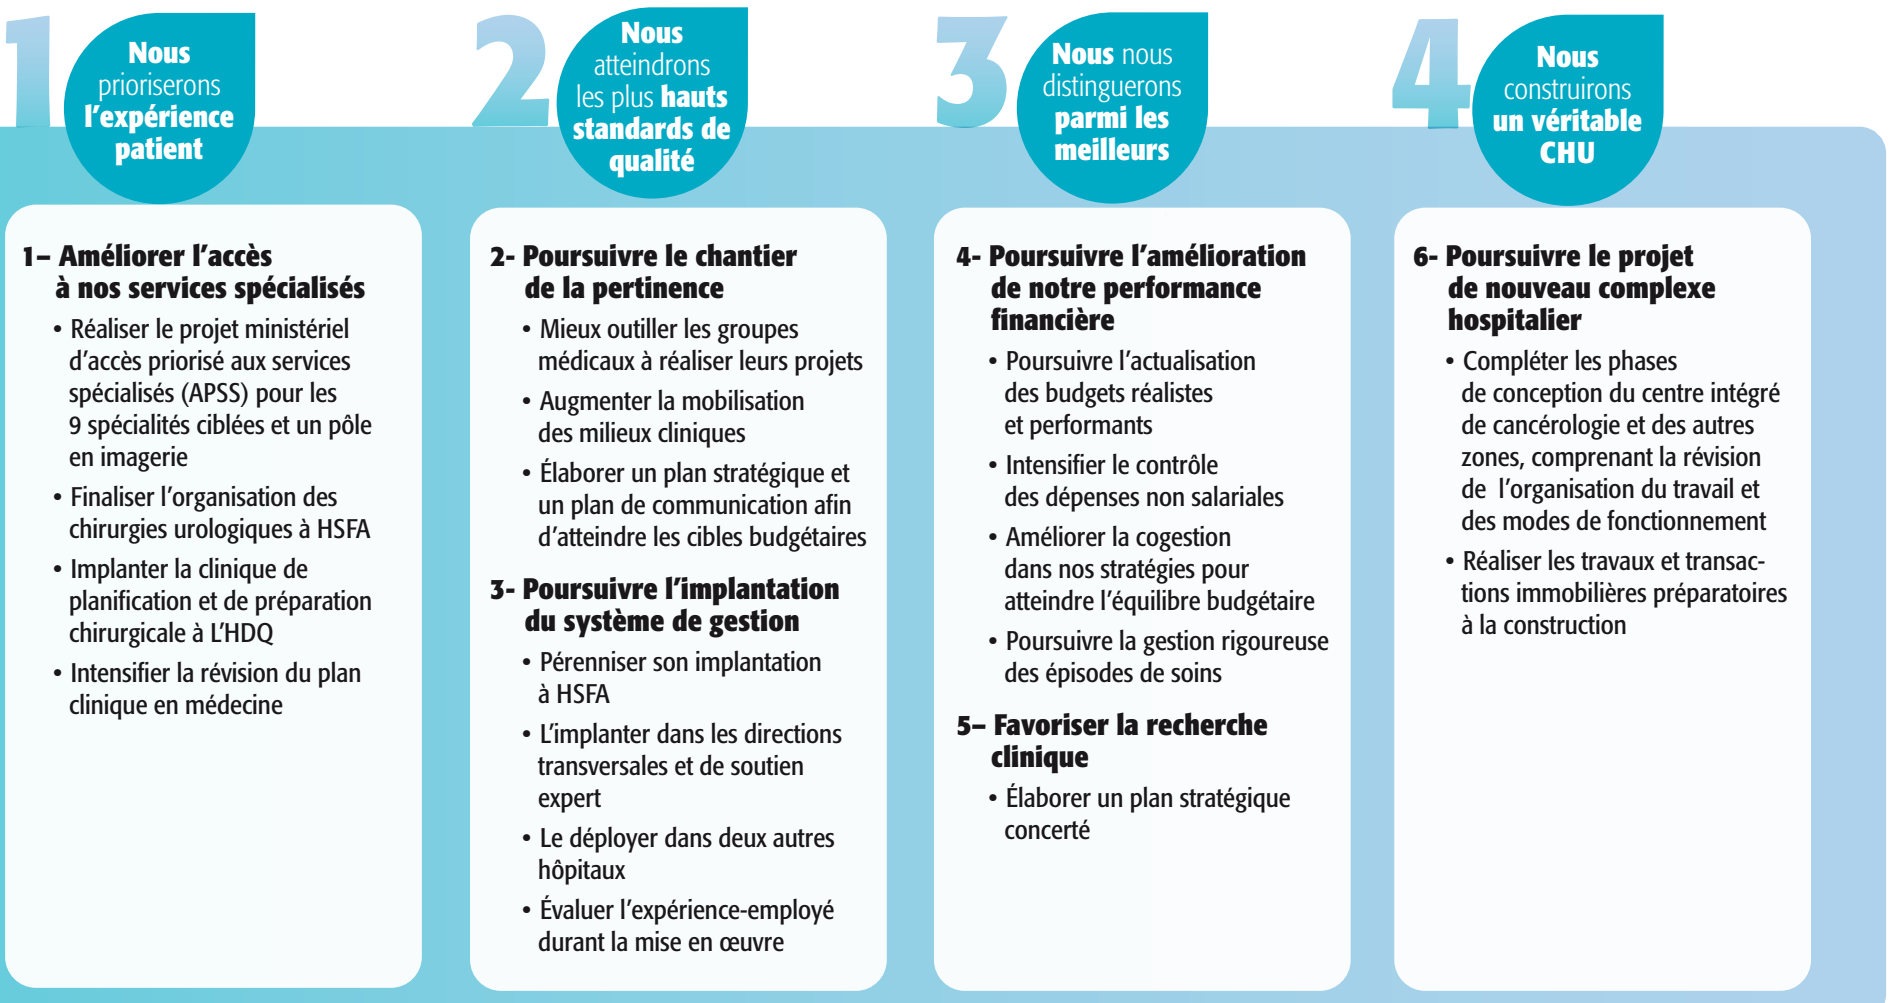 1
Nous
prioriserons
l'expérience
patient
1– Améliorer l'accès
à nos services spécialisés
• Réaliser le projet ministériel
d'accès priorisé aux services
spécialisés (APSS) pour les
9 spécialités ciblées et un pôle
en imagerie
• Finaliser l'organisation des
chirurgies urologiques à HSFA
• Implanter la clinique de
planification et de préparation
chirurgicale à L'HDQ
• Intensifier la révision du plan
clinique en médecine
2
Nous
atteindrons
les plus hauts
standards de
qualité
2- Poursuivre le chantier
de la pertinence
• Mieux outiller les groupes
médicaux à réaliser leurs projets
• Augmenter la mobilisation
des milieux cliniques
• Élaborer un plan stratégique et
un plan de communication afin
d'atteindre les cibles budgétaires
3- Poursuivre l'implantation
du système de gestion
• Pérenniser son implantation
à HSFA
• L'implanter dans les directions
transversales et de soutien
expert
• Le déployer dans deux autres
hôpitaux
• Évaluer l'expérience-employé
durant la mise en œuvre
3
Nous nous
distinguerons
parmi les
meilleurs
4- Poursuivre l'amélioration
de notre performance
financière
• Poursuivre l'actualisation
des budgets réalistes
et performants
• Intensifier le contrôle
des dépenses non salariales
• Améliorer la cogestion
dans nos stratégies pour
atteindre l'équilibre budgétaire
• Poursuivre la gestion rigoureuse
des épisodes de soins
5– Favoriser la recherche
clinique
• Élaborer un plan stratégique
concerté
4
Nous
construirons
un véritable
CHU
6- Poursuivre le projet
de nouveau complexe
hospitalier
• Compléter les phases
de conception du centre intégré
de cancérologie et des autres
zones, comprenant la révision
de l'organisation du travail et
des modes de fonctionnement
• Réaliser les travaux et transac-
tions immobilières préparatoires
à la construction